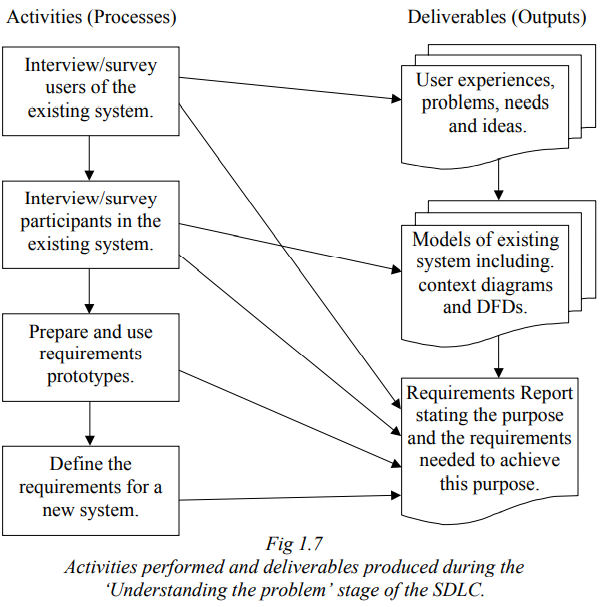 Activities (Processes)
Deliverables (Outputs)
Interview/survey
users of the
existing system.
User experiences,
problems, needs
and ideas.
Interview/survey
participants in the
existing system.
Models of existing
system including.
context diagrams
and DFDs.
Prepare and use
requirements
prototypes.
Requirements Report
stating the purpose
and the requirements
needed to achieve
this purpose.
Define the
requirements for a
new system.
Fig 1.7
Activities performed and deliverables produced during the
‘Understanding the problem’ stage of the SDLC.